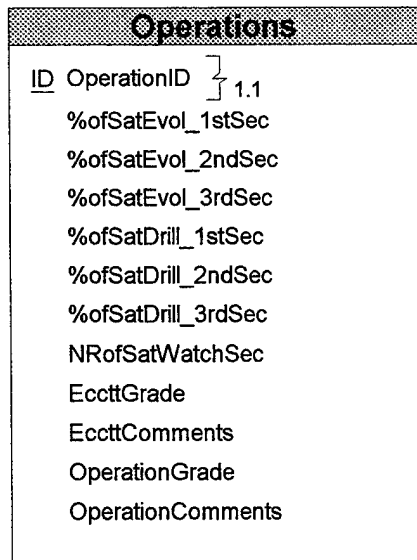 Operations
ID OperationID } 1.1
%ofSatEvol_1stSec
%ofSatEvol_2ndSec
%ofSatEvol_3rdSec
%ofSatDrill_1stSec
%ofSatDrill_2ndSec
%ofSatDrill_3rdSec
NRofSatWatchSec
EccttGrade
EccttComments
OperationGrade
OperationComments